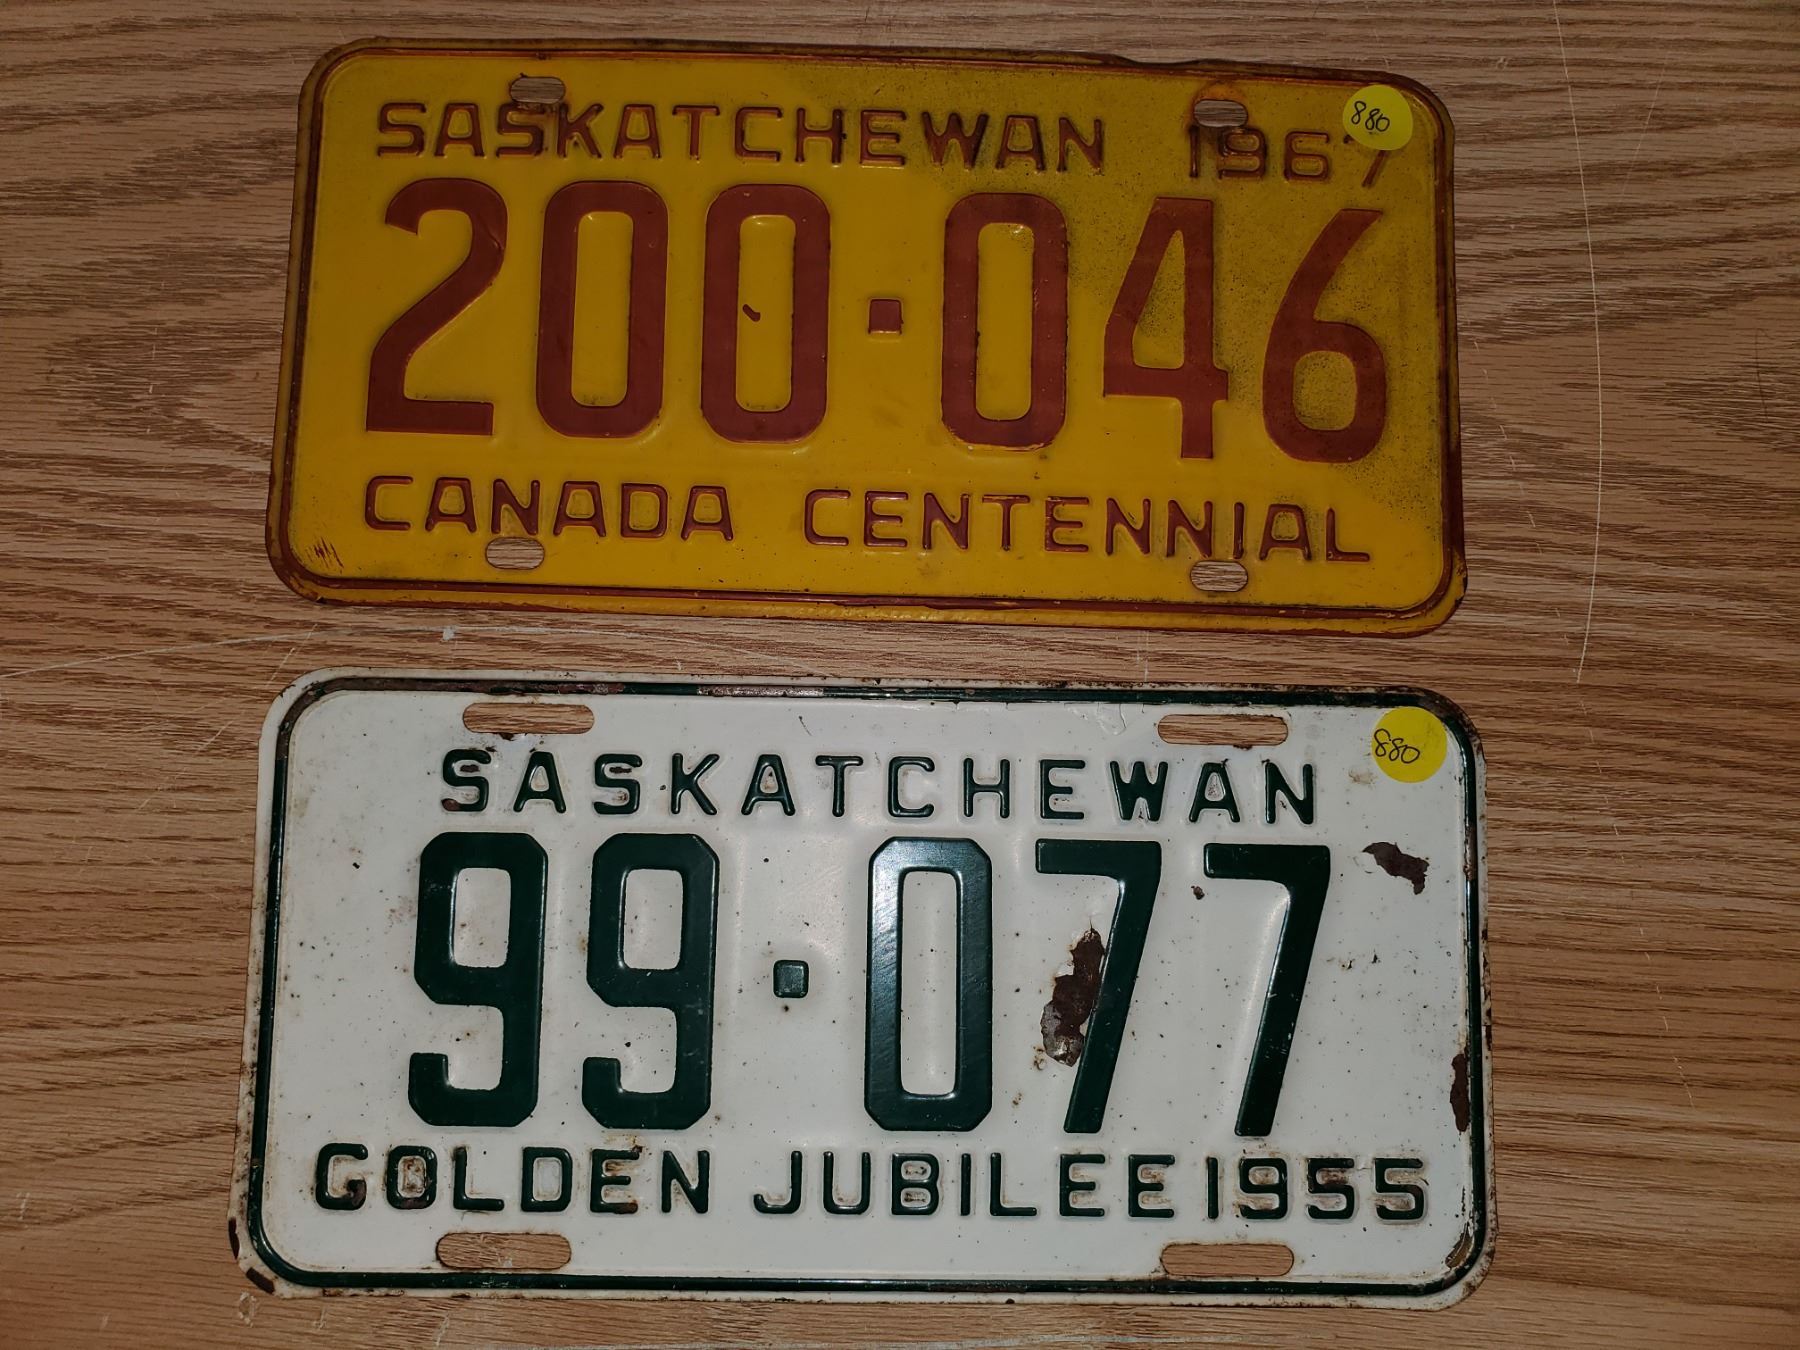 SASKATCHEWAN 1967
880
200·046
CANADA CENTENNIAL
SASKATCHEWAN
880
99·077
GOLDEN JUBILEE 1955